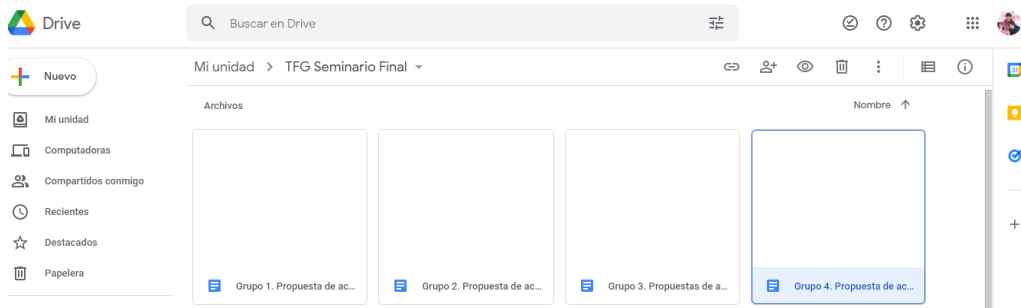 Drive
Buscar en Drive
Nuevo
Mi unidad > TFG Seminario Final
Mi unidad
Computadoras
Compartidos conmigo
Recientes
Destacados
Papelera
Archivos
Nombre
Grupo 1. Propuesta de ac...
Grupo 2. Propuesta de ac...
Grupo 3. Propuestas de a...
Grupo 4. Propuesta de ac...
31